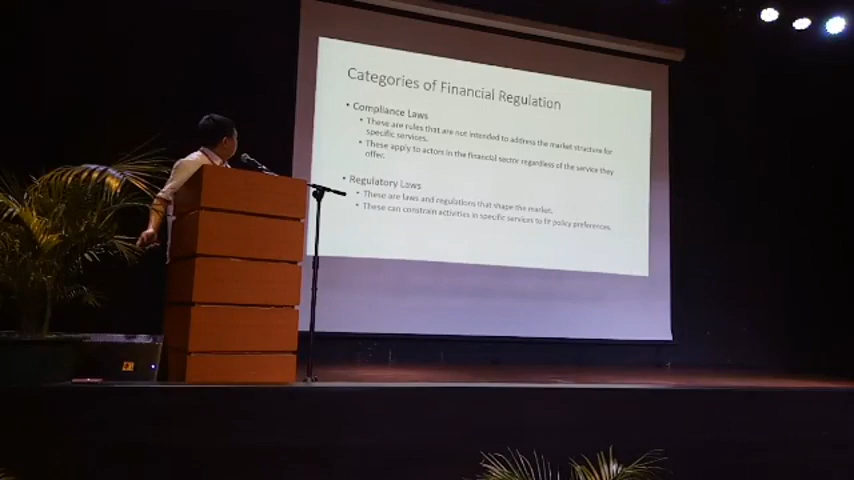 Categories of Financial Regulation
• Compliance Laws
• These are rules that are not intended to address the market structure for
specific services.
• These apply to actors in the financial sector regardless of the service they
offer.
• Regulatory Laws
• These are laws and regulations that shape the market.
• These can constrain activities in specific services to fit policy preferences.